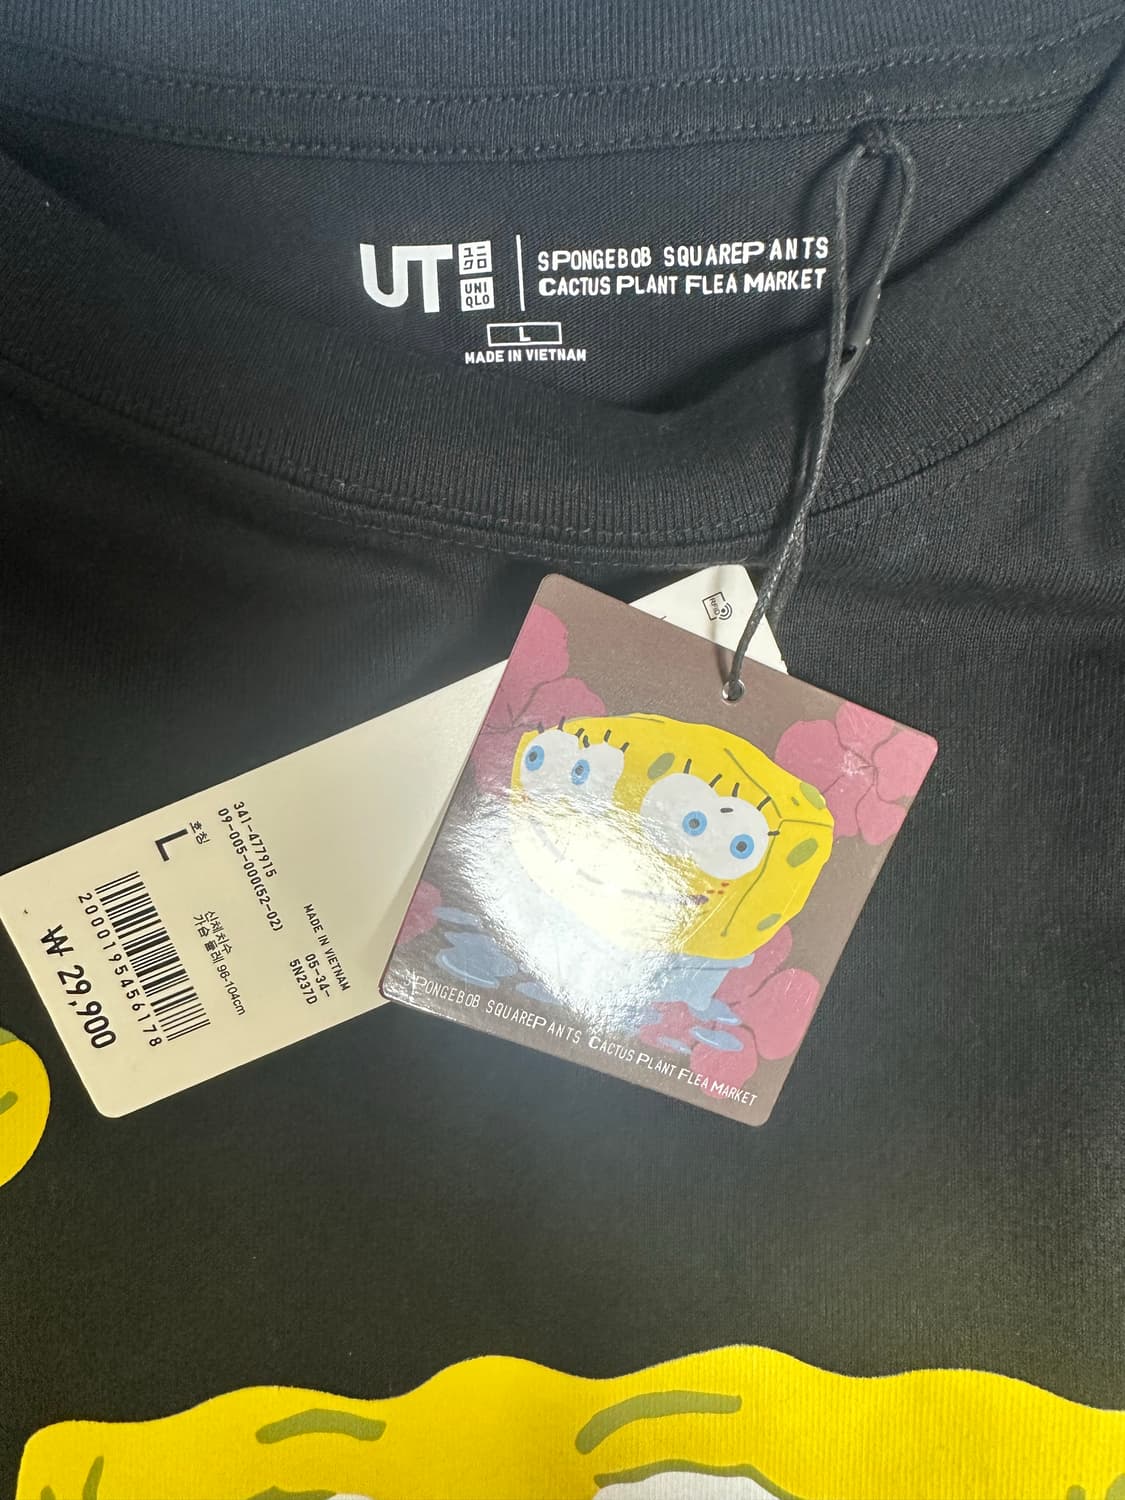 UT
ユニ
クロ
UNI
QLO
SPONGEBOB SQUAREPANTS
CACTUS PLANT FLEA MARKET
L
MADE IN VIETNAM
RFID
341-477915
09-005-000(52-02)
호칭
L
신체치수
가슴 둘레 96-104cm
MADE IN VIETNAM
05-34-
5N237D
2000195456178
₩ 29,900
SPONGEBOB SQUAREPANTS CACTUS PLANT FLEA MARKET